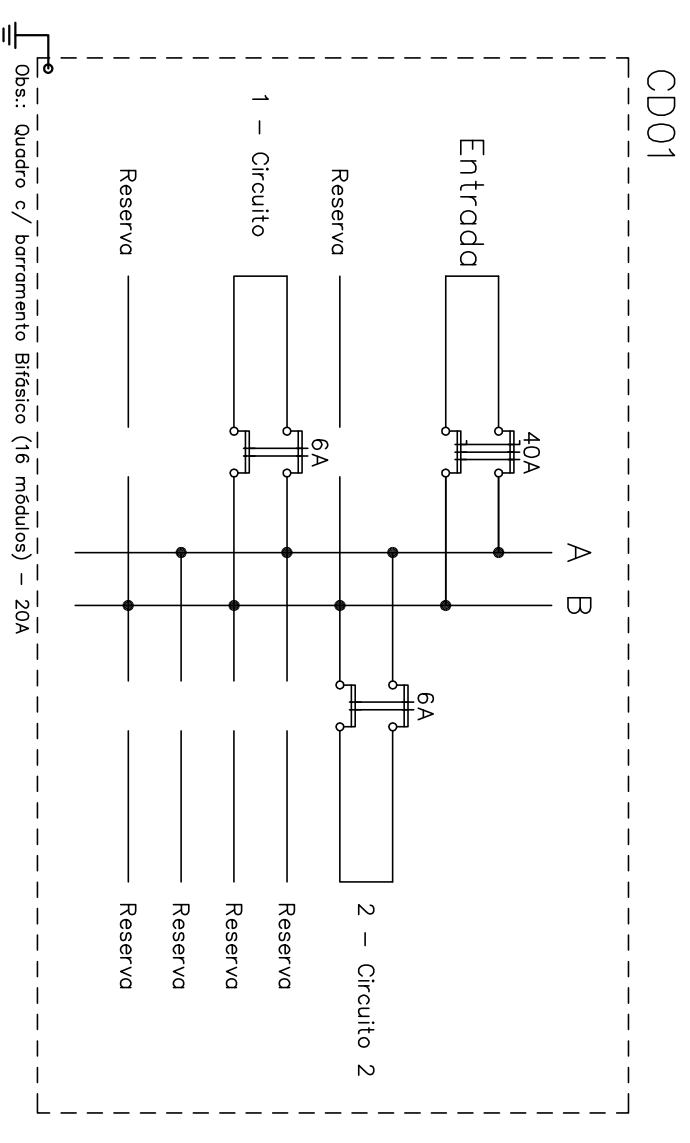 CD01
A
B
Entrada
40A
6A
2 - Circuito 2
Reserva
6A
1 - Circuito
Reserva
Reserva
Reserva
Reserva
Reserva
Obs.: Quadro c/ barramento Bifásico (16 módulos) - 20A